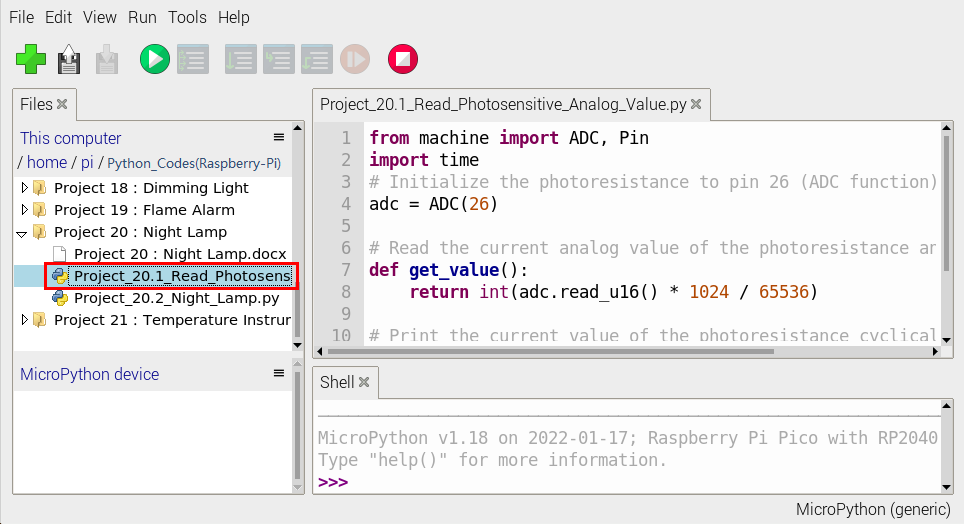 File Edit View Run Tools Help
Files
This computer
/ home / pi / Python_Codes(Raspberry-Pi)
Project 18 : Dimming Light
Project 19 : Flame Alarm
Project 20 : Night Lamp
Project 20 : Night Lamp.docx
Project_20.1_Read_Photosens
Project_20.2_Night_Lamp.py
Project 21 : Temperature Instrur
MicroPython device
Project_20.1_Read_Photosensitive_Analog_Value.py
1 from machine import ADC, Pin
2 import time
3 # Initialize the photoresistance to pin 26 (ADC function)
4 adc = ADC(26)
5
6 # Read the current analog value of the photoresistance an
7 def get_value():
8 return int(adc.read_u16() * 1024 / 65536)
9
10 # Print the current value of the photoresistance cyclical
Shell
MicroPython v1.18 on 2022-01-17; Raspberry Pi Pico with RP2040
Type "help()" for more information.
>>>
MicroPython (generic)